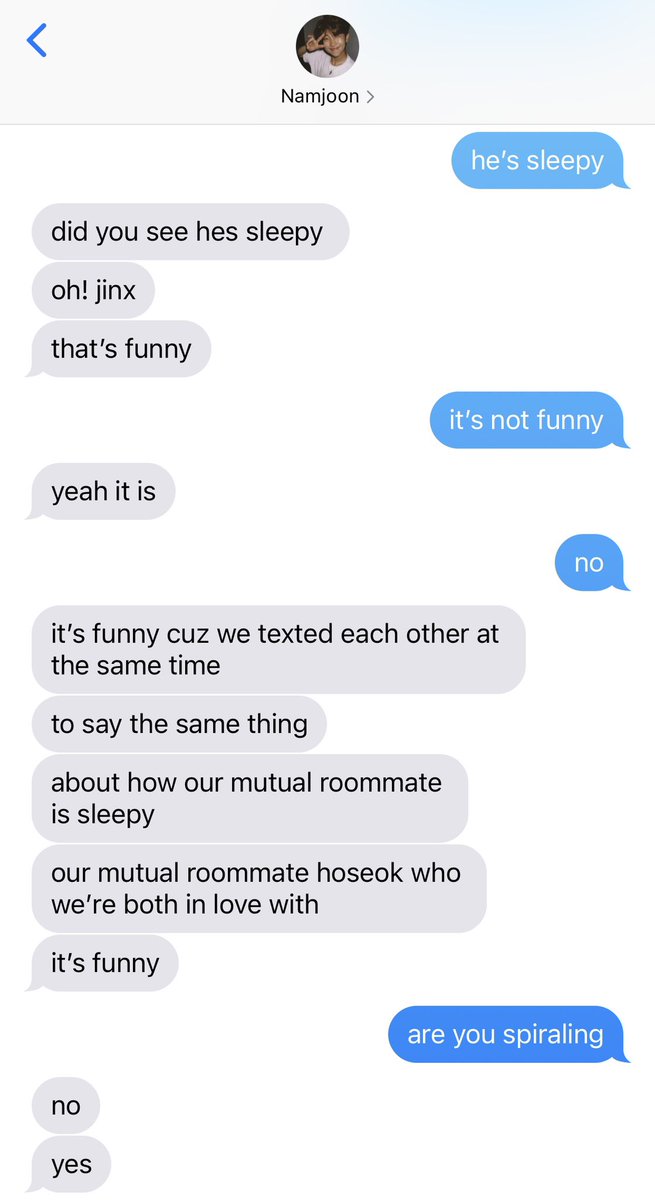 Namjoon
he’s sleepy
did you see hes sleepy
oh! jinx
that’s funny
it’s not funny
yeah it is
no
it’s funny cuz we texted each other at
the same time
to say the same thing
about how our mutual roommate
is sleepy
our mutual roommate hoseok who
we’re both in love with
it’s funny
are you spiraling
no
yes